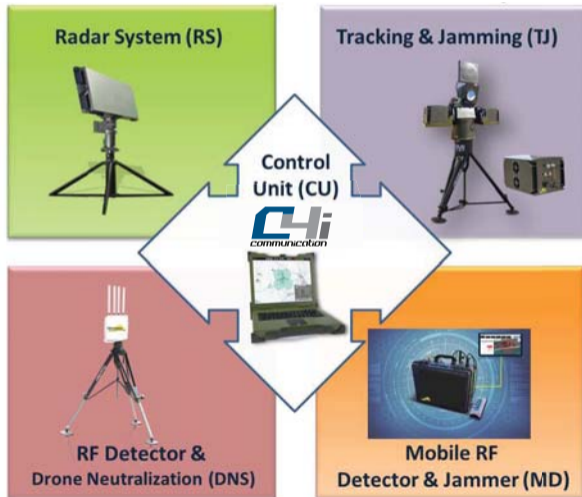 Radar System (RS)
Tracking & Jamming (TJ)
Control
Unit (CU)
C4i
communication
RF Detector &
Drone Neutralization (DNS)
Mobile RF
Detector & Jammer (MD)